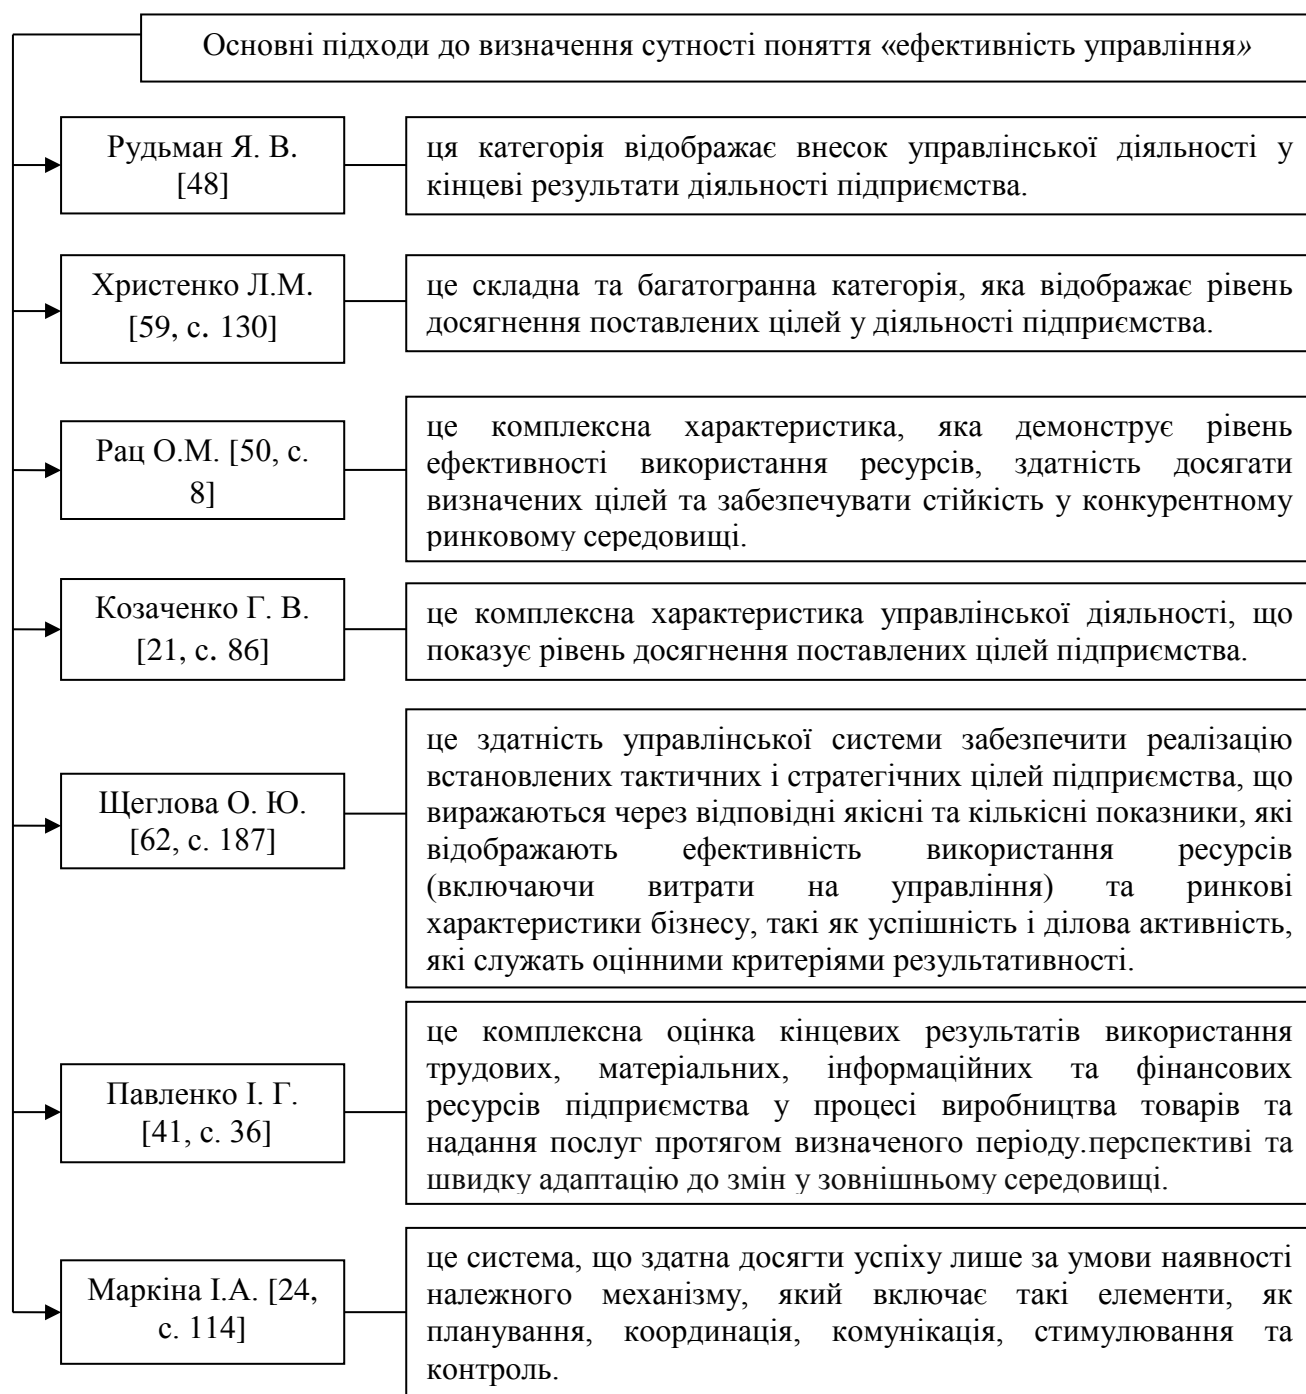 Основні підходи до визначення сутності поняття «ефективність управління»
Рудьман Я. В.
[48]
ця категорія відображає внесок управлінської діяльності у
кінцеві результати діяльності підприємства.
Христенко Л.М.
[59, с. 130]
це складна та багатогранна категорія, яка відображає рівень
досягнення поставлених цілей у діяльності підприємства.
Рац О.М. [50, с.
8]
це комплексна характеристика, яка демонструє рівень
ефективності використання ресурсів, здатність досягати
визначених цілей та забезпечувати стійкість у конкурентному
ринковому середовищі.
Козаченко Г. В.
[21, с. 86]
це комплексна характеристика управлінської діяльності, що
показує рівень досягнення поставлених цілей підприємства.
Щеглова О. Ю.
[62, с. 187]
це здатність управлінської системи забезпечити реалізацію
встановлених тактичних і стратегічних цілей підприємства, що
виражаються через відповідні якісні та кількісні показники, які
відображають ефективність використання ресурсів
(включаючи витрати на управління) та ринкові
характеристики бізнесу, такі як успішність і ділова активність,
які служать оцінними критеріями результативності.
Павленко І. Г.
[41, с. 36]
це комплексна оцінка кінцевих результатів використання
трудових, матеріальних, інформаційних та фінансових
ресурсів підприємства у процесі виробництва товарів та
надання послуг протягом визначеного періоду.перспективі та
швидку адаптацію до змін у зовнішньому середовищі.
Маркіна І.А. [24,
с. 114]
це система, що здатна досягти успіху лише за умови наявності
належного механізму, який включає такі елементи, як
планування, координація, комунікація, стимулювання та
контроль.